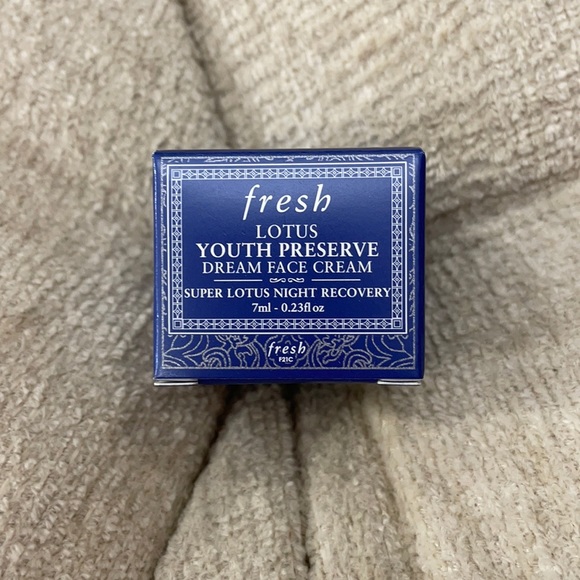 fresh
LOTUS
YOUTH PRESERVE
DREAM FACE CREAM
SUPER LOTUS NIGHT RECOVERY
7ml - 0.23fl oz
fresh
F21C